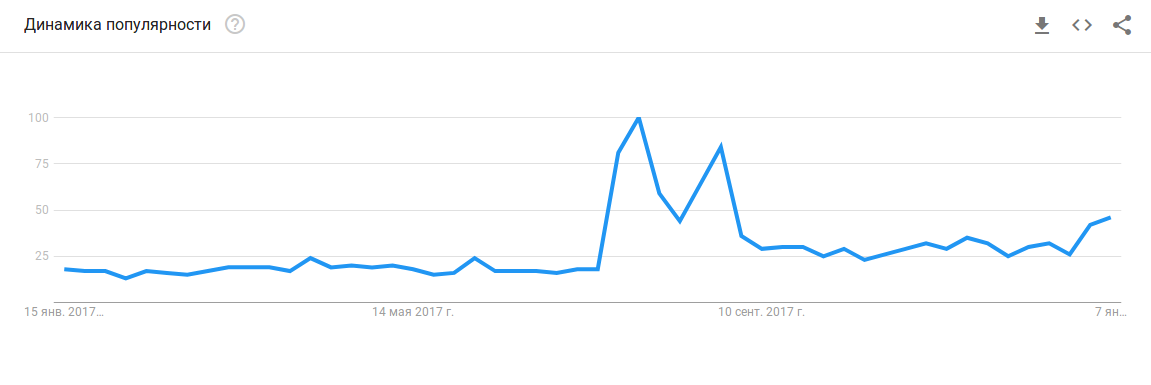 Динамика популярности ?
100
75
50
25
15 янв. 2017…
14 мая 2017 г.
10 сент. 2017 г.
7 ян…